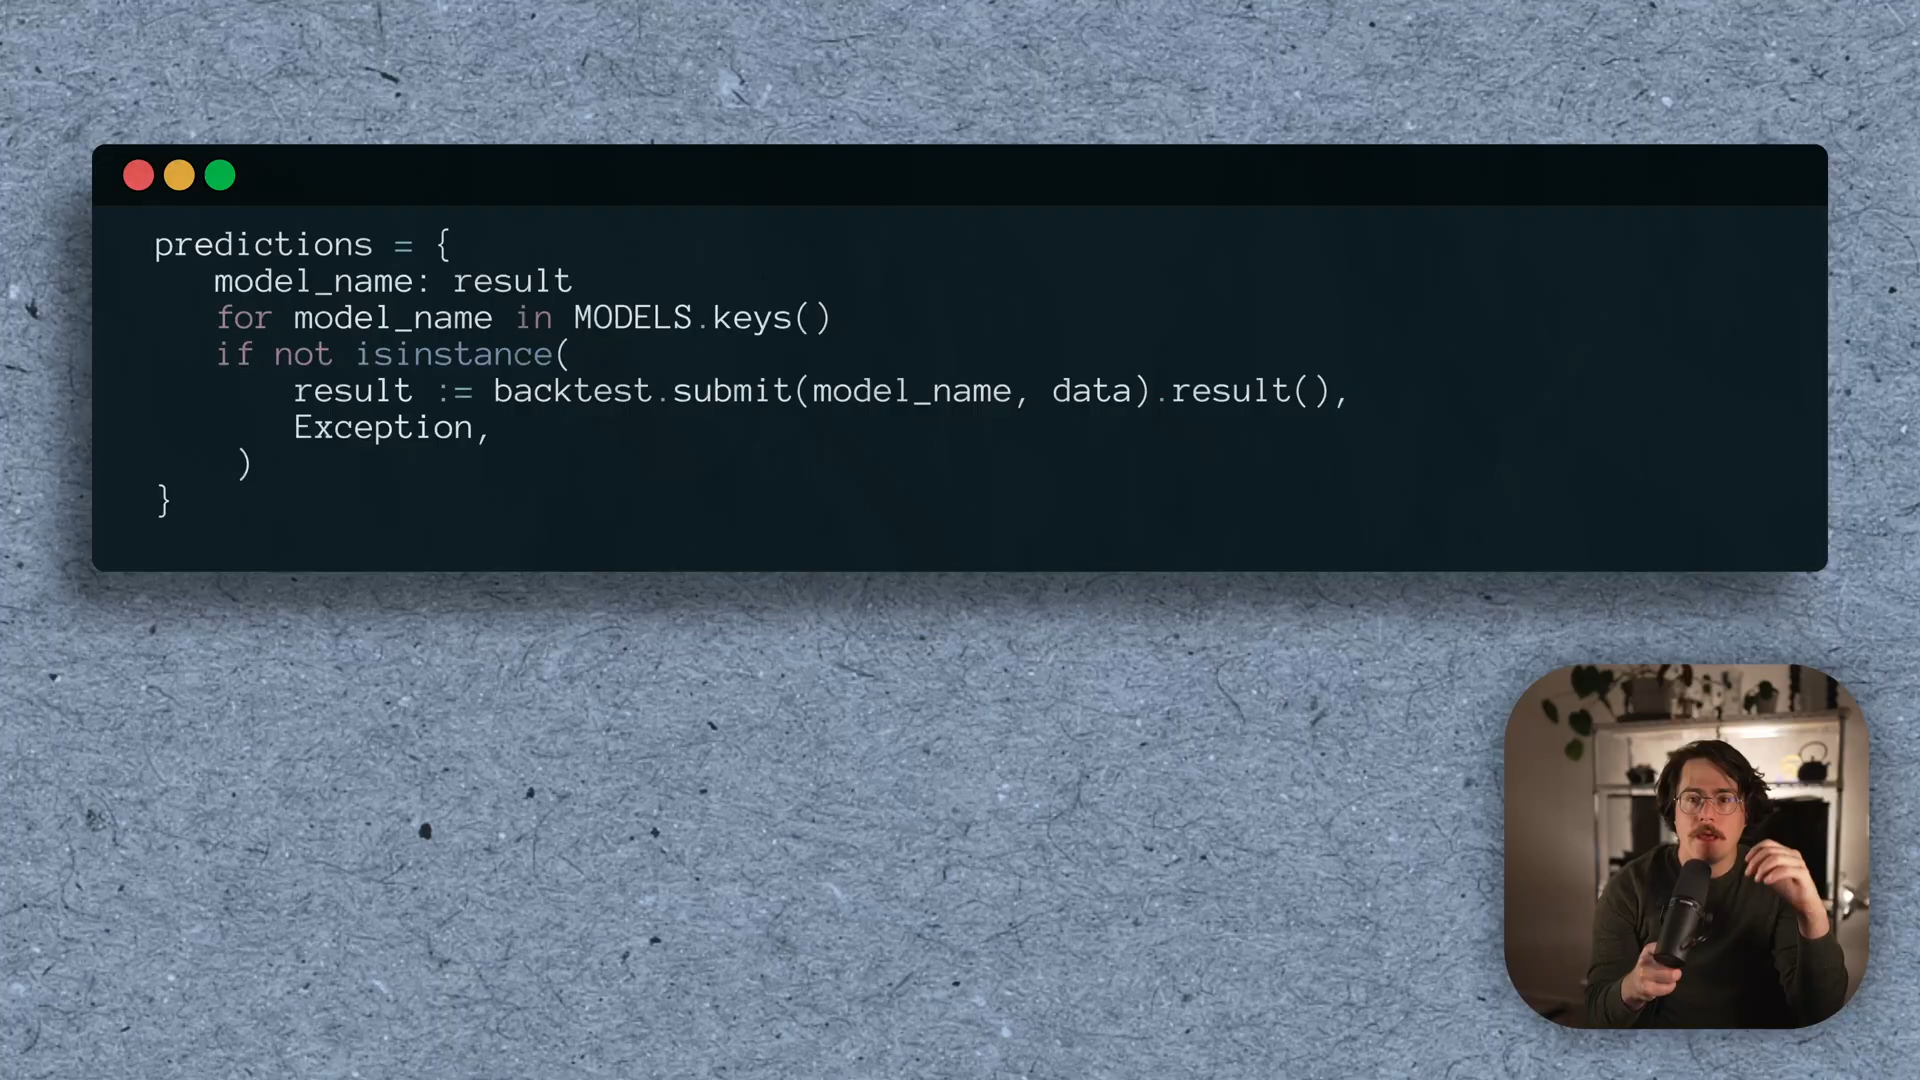 predictions = {
model_name: result
for model_name in MODELS.keys()
if not isinstance(
result := backtest.submit(model_name, data).result(),
Exception,
)
}